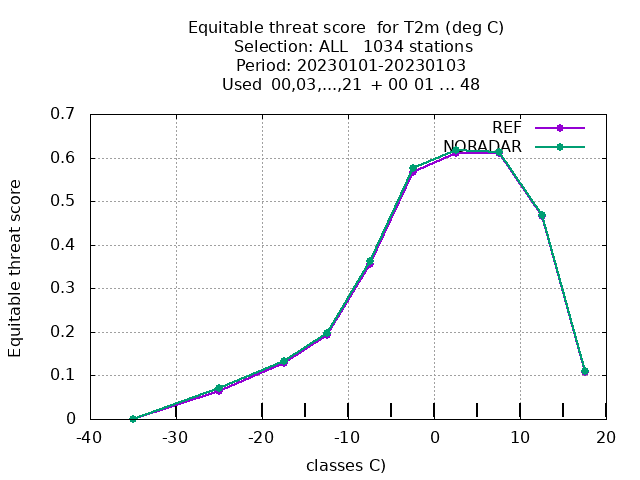 Equitable threat score  for T2m (deg C)
Selection: ALL   1034 stations
Period: 20230101-20230103
Used  00,03,...,21  + 00 01 ... 48
REF
NORADAR
Equitable threat score
0.7
0.6
0.5
0.4
0.3
0.2
0.1
0
-40 -30 -20 -10 0 10 20
classes C)